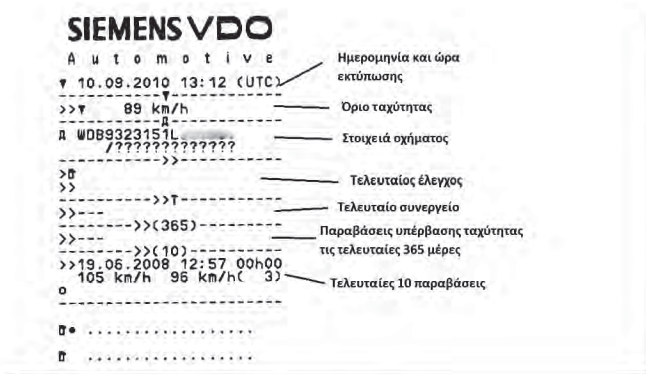 SIEMENS VDO
Automotive
▼ 10.09.2010 13:12 (UTC)
Ημερομηνία και ώρα
εκτύπωσης
>>▼ 89 km/h
Όριο ταχύτητας
WDB9323151L
/?????????????
Στοιχειά οχήματος
>>
>
>>
Τελευταίος έλεγχος
>>T
>>---
Τελευταίο συνεργείο
>>(365)
>>---
Παραβάσεις υπέρβασης ταχύτητας
τις τελευταίες 365 μέρες
>>(10)
>>19.06.2008 12:57 00h00
105 km/h 96 km/h( 3)
Τελευταίες 10 παραβάσεις